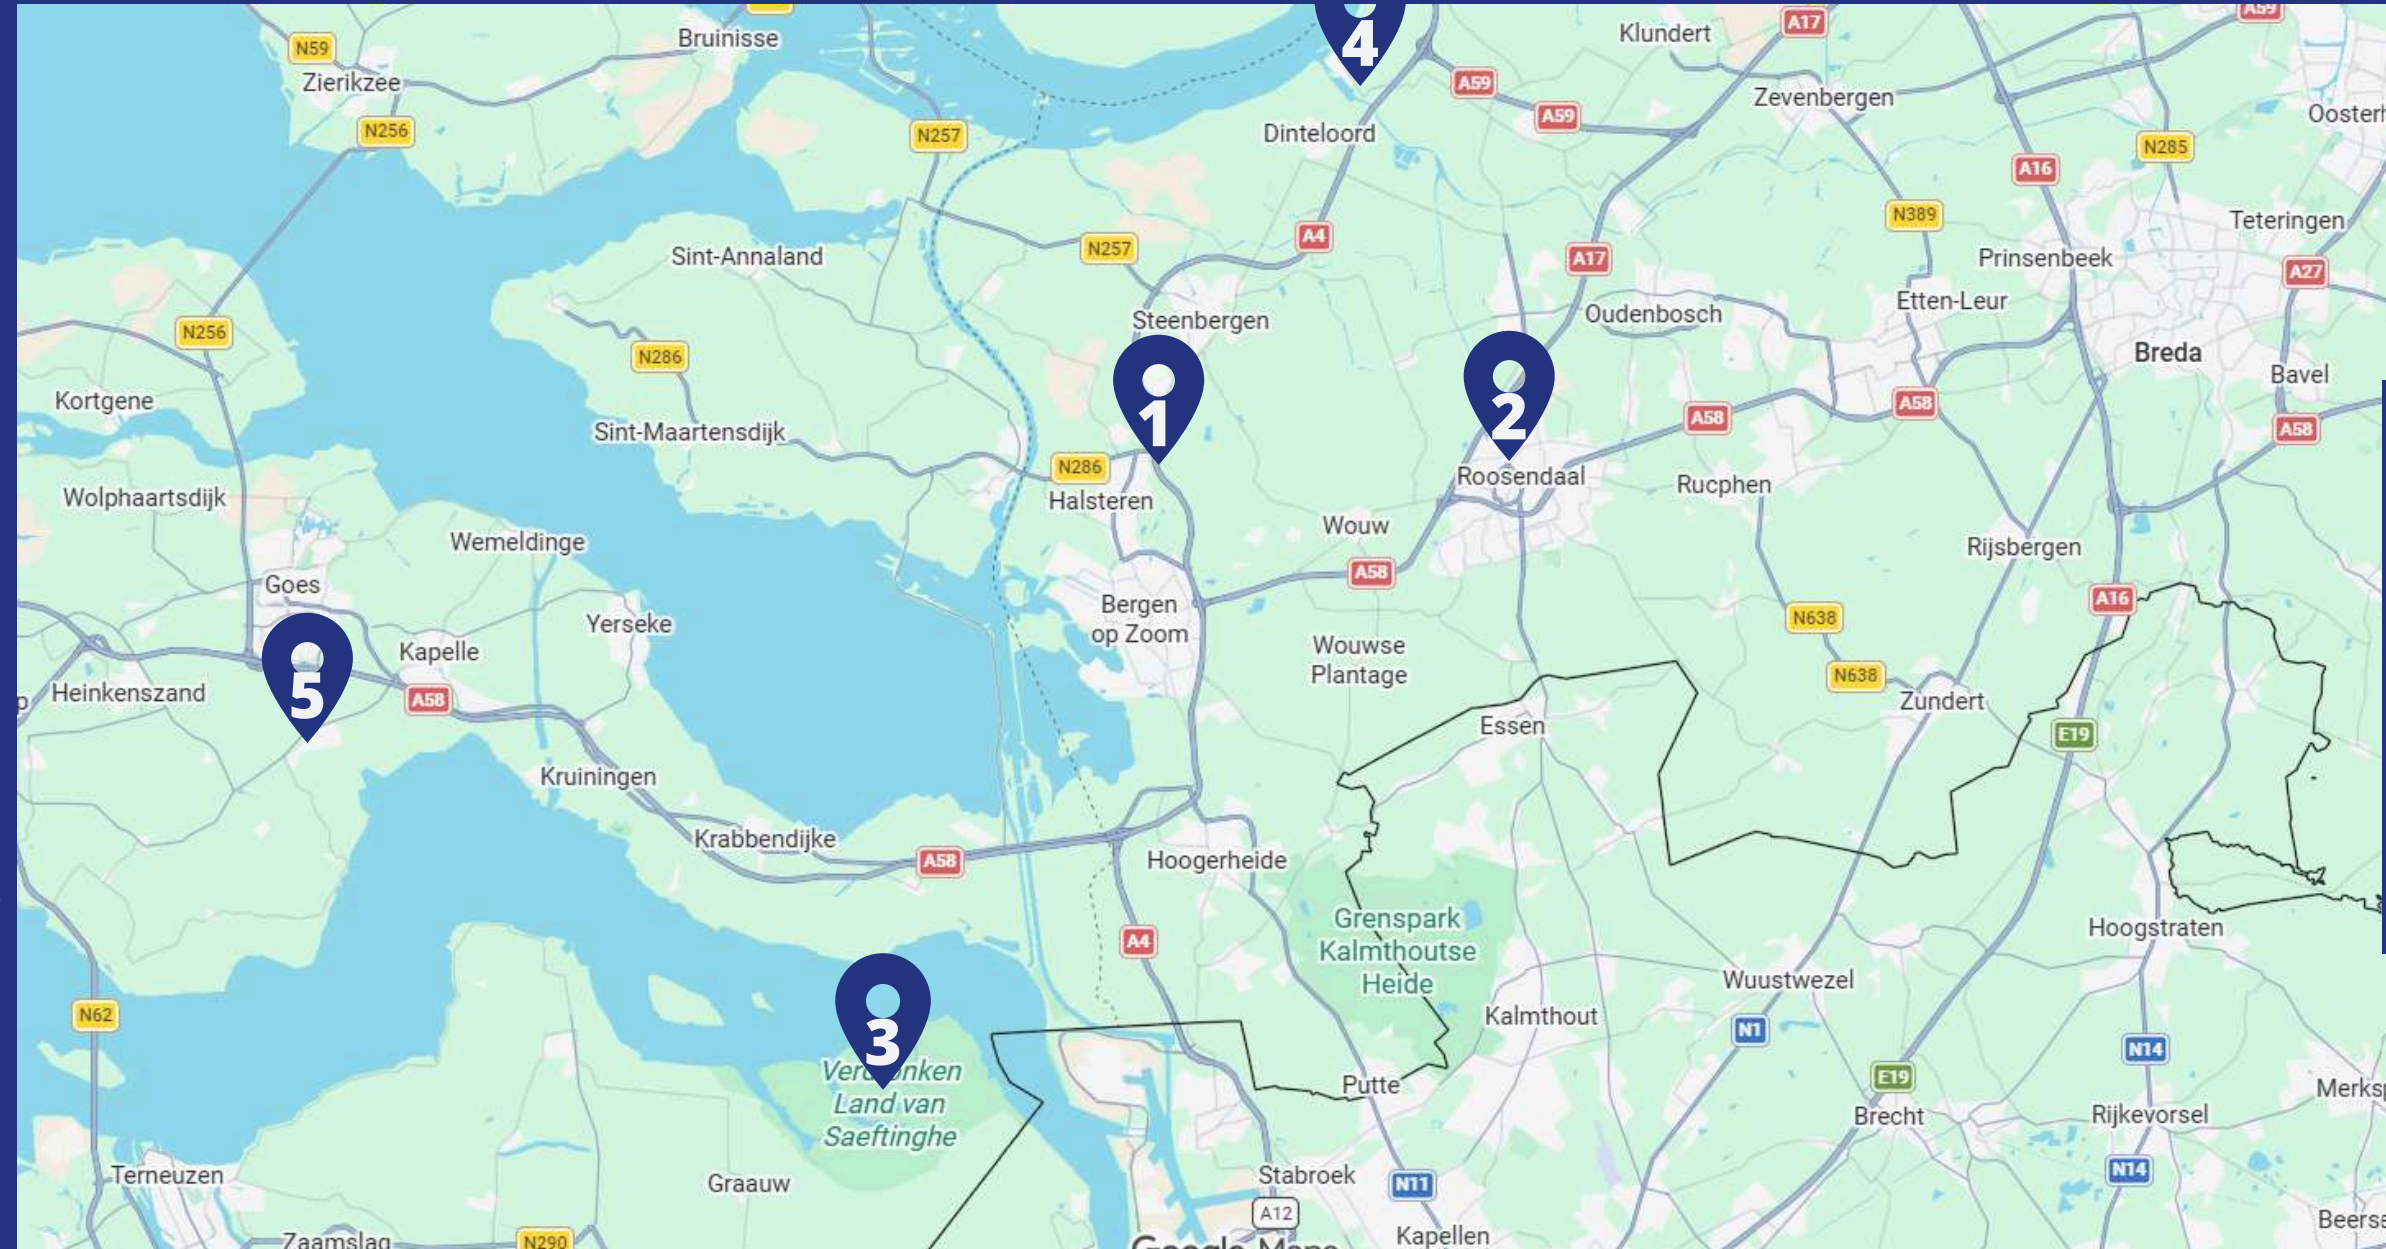 4
A17
A59
N59
Bruinisse
Klundert
Zierikzee
A59
A59
Zevenbergen
N256
N257
Dinteloord
N285
A16
N389
Teteringen
A4
N257
Sint-Annaland
A17
Prinsenbeek
A27
Etten-Leur
Oudenbosch
Steenbergen
N256
N286
Breda
Bavel
Kortgene
1
2
A58
A58
A58
Sint-Maartensdijk
N286
Roosendaal
Rucphen
Wolphaartsdijk
Halsteren
Wouw
Wemeldinge
Rijsbergen
A58
Goes
A16
Bergen
op Zoom
N638
Yerseke
Kapelle
Wouwse
Plantage
N638
5
Heinkenszand
A58
Zundert
Essen
E19
Kruiningen
Krabbendijke
A58
Hoogerheide
Grenspark
Kalmthoutse
Heide
Hoogstraten
A4
Wuustwezel
N62
Kalmthout
N1
3
N14
Land van
Saeftinghe
E19
Putte
Brecht
Rijkevorsel
Terneuzen
Graauw
Stabroek
N11
N14
A12
Zaamslag
N290
Kapellen
Google Maps